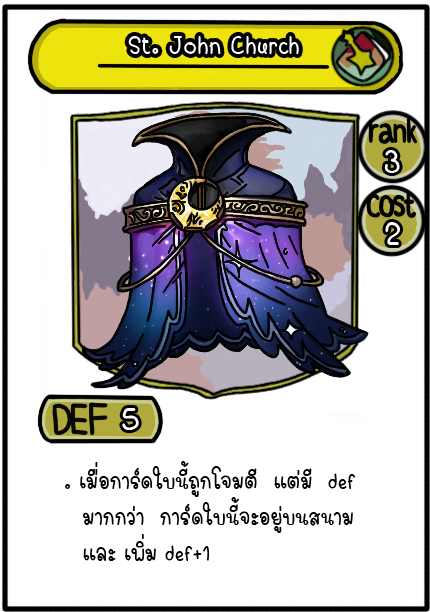 St. John Church
rank
3
cost
2
DEF 5
. เมื่อการ์ดใบนี้ถูกโจมตี แต่มี def
มากกว่า การ์ดใบนี้จะอยู่บนสนาม
และ เพิ่ม def+1